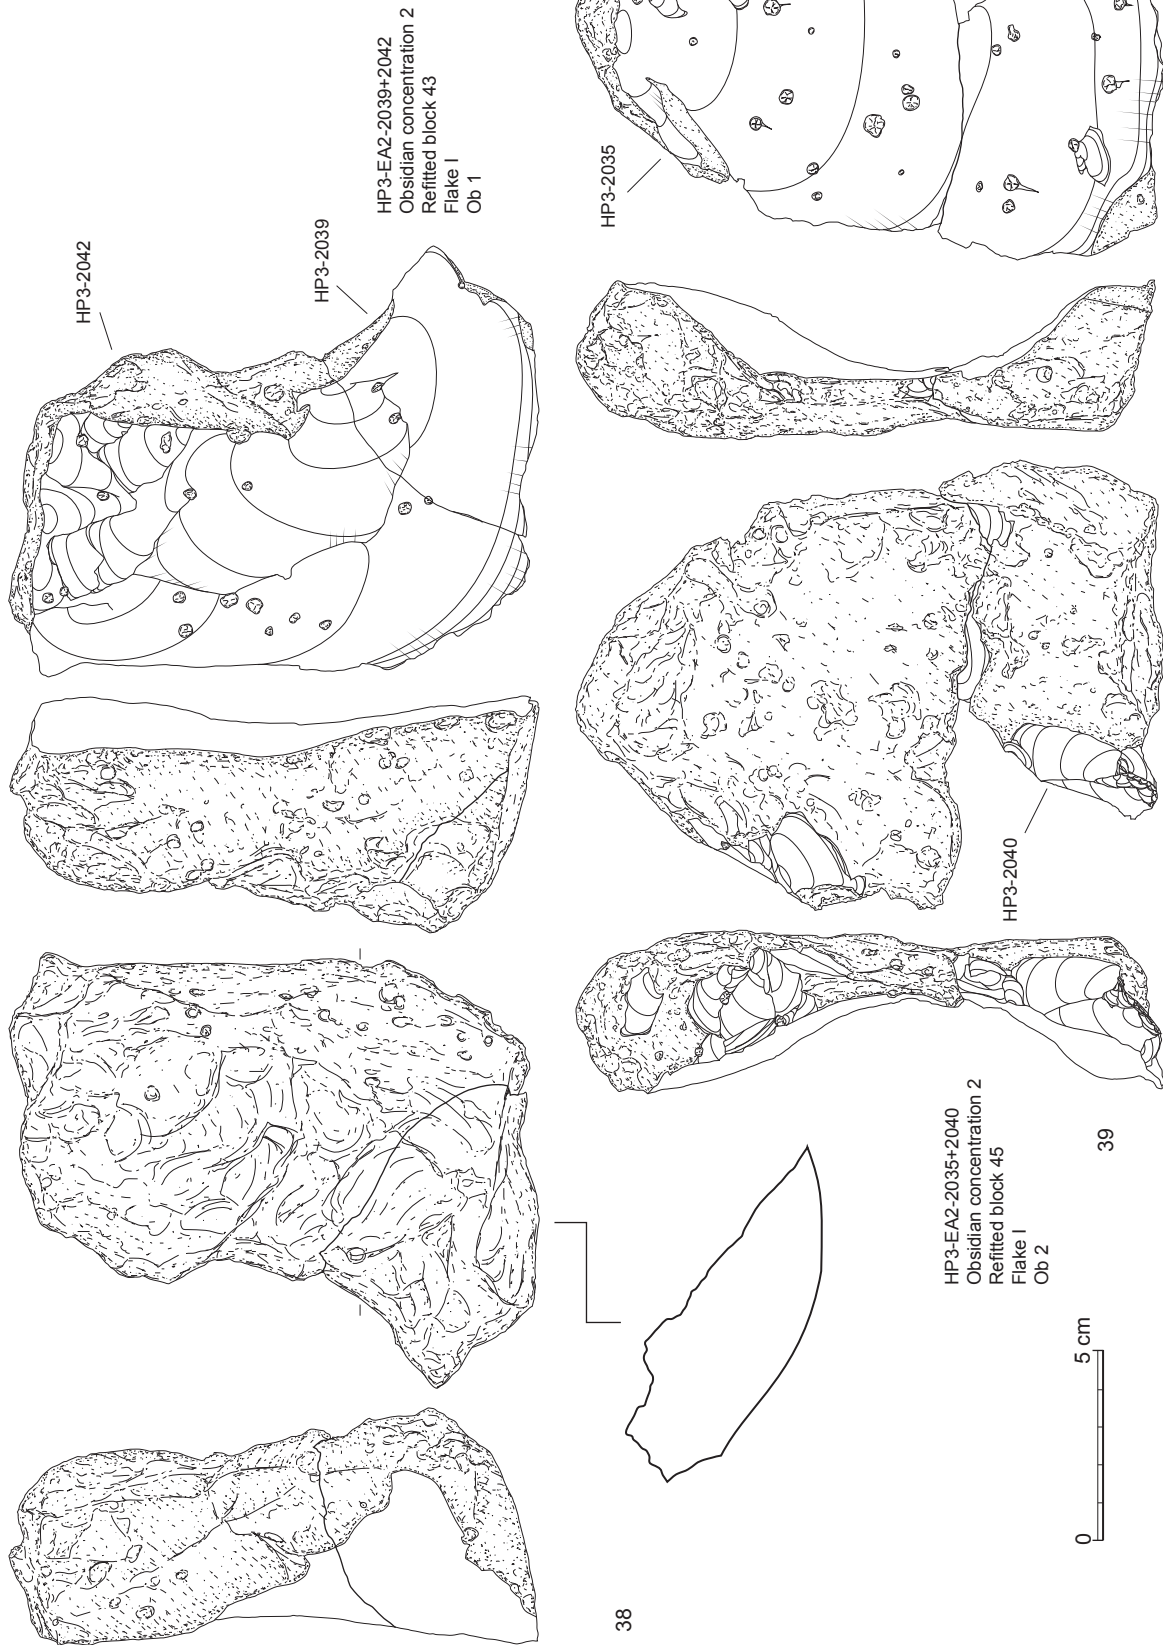 HP3-2042
HP3-2039
HP3-EA2-2039+2042
Obsidian concentration 2
Refitted block 43
Flake I
Ob 1
38
HP3-2035
HP3-2040
HP3-EA2-2035+2040
Obsidian concentration 2
Refitted block 45
Flake I
Ob 2
39
0 5 cm